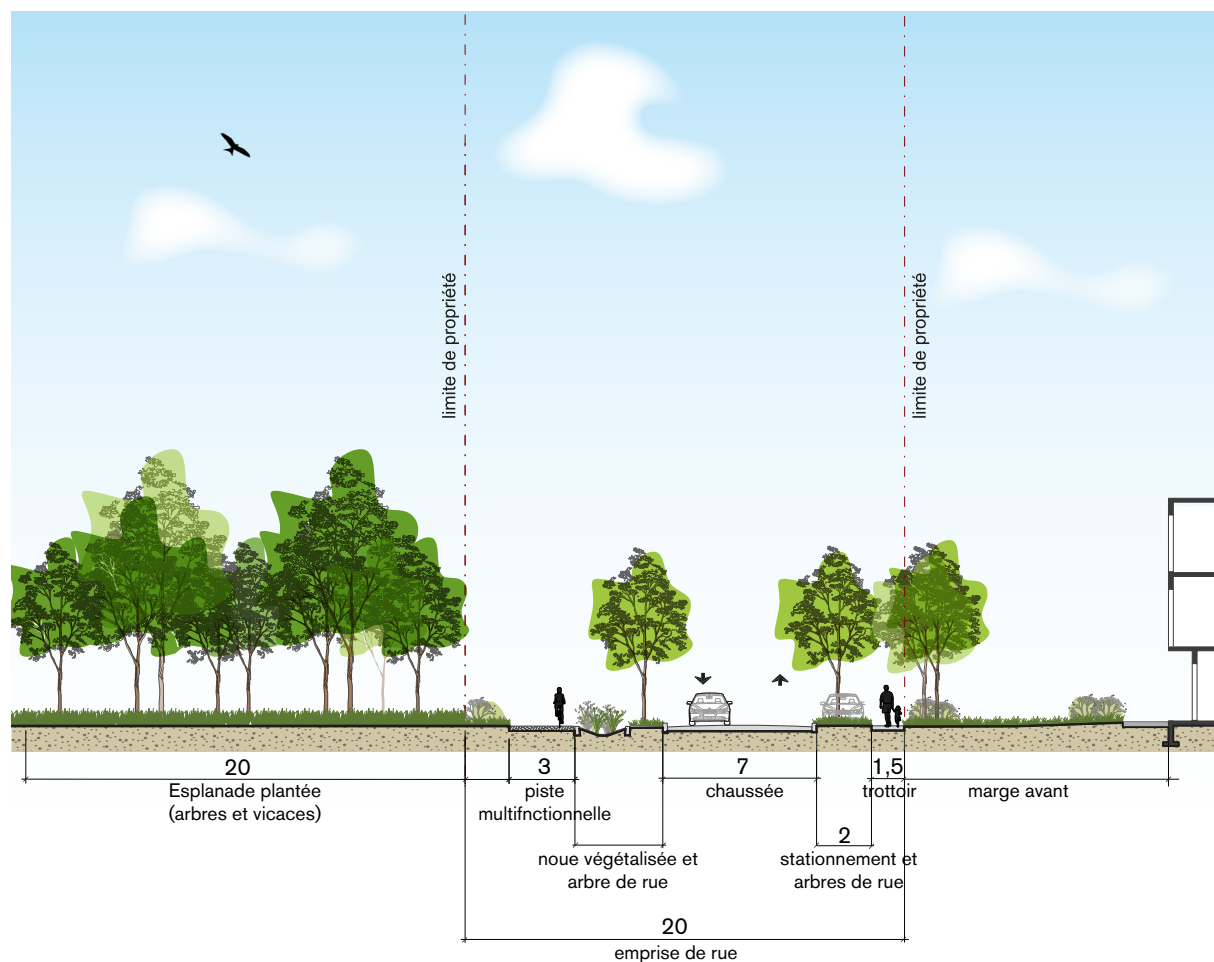 limite de propriété
limite de propriété
20
Esplanade plantée
(arbres et vicaces)
3
piste
multifnctionnelle
7
chaussée
1,5
trottoir
marge avant
noue végétalisée et
arbre de rue
2
stationnement et
arbres de rue
20
emprise de rue